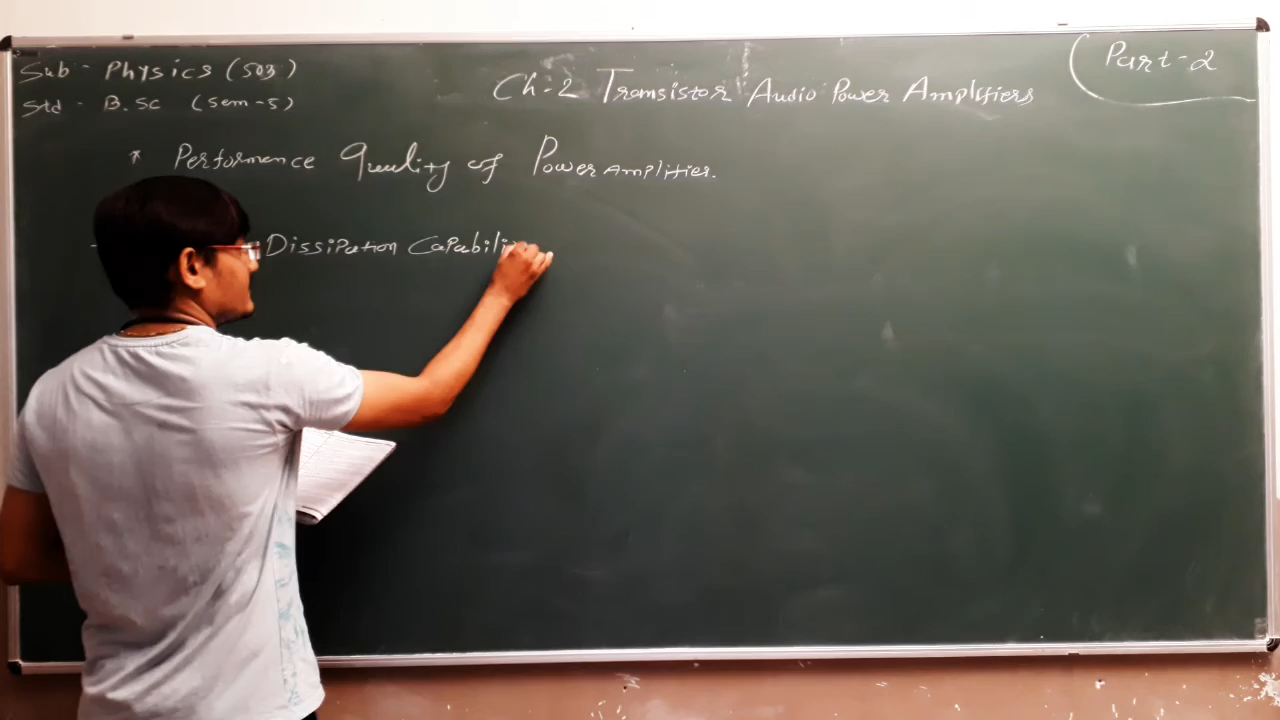 Sub - Physics (503)
Std - B.Sc (Sem-5)
Ch:2 Transistor Audio Power Amplifiers
Part-2
* Performance Quality of Power Amplifier.
Dissipation Capabili